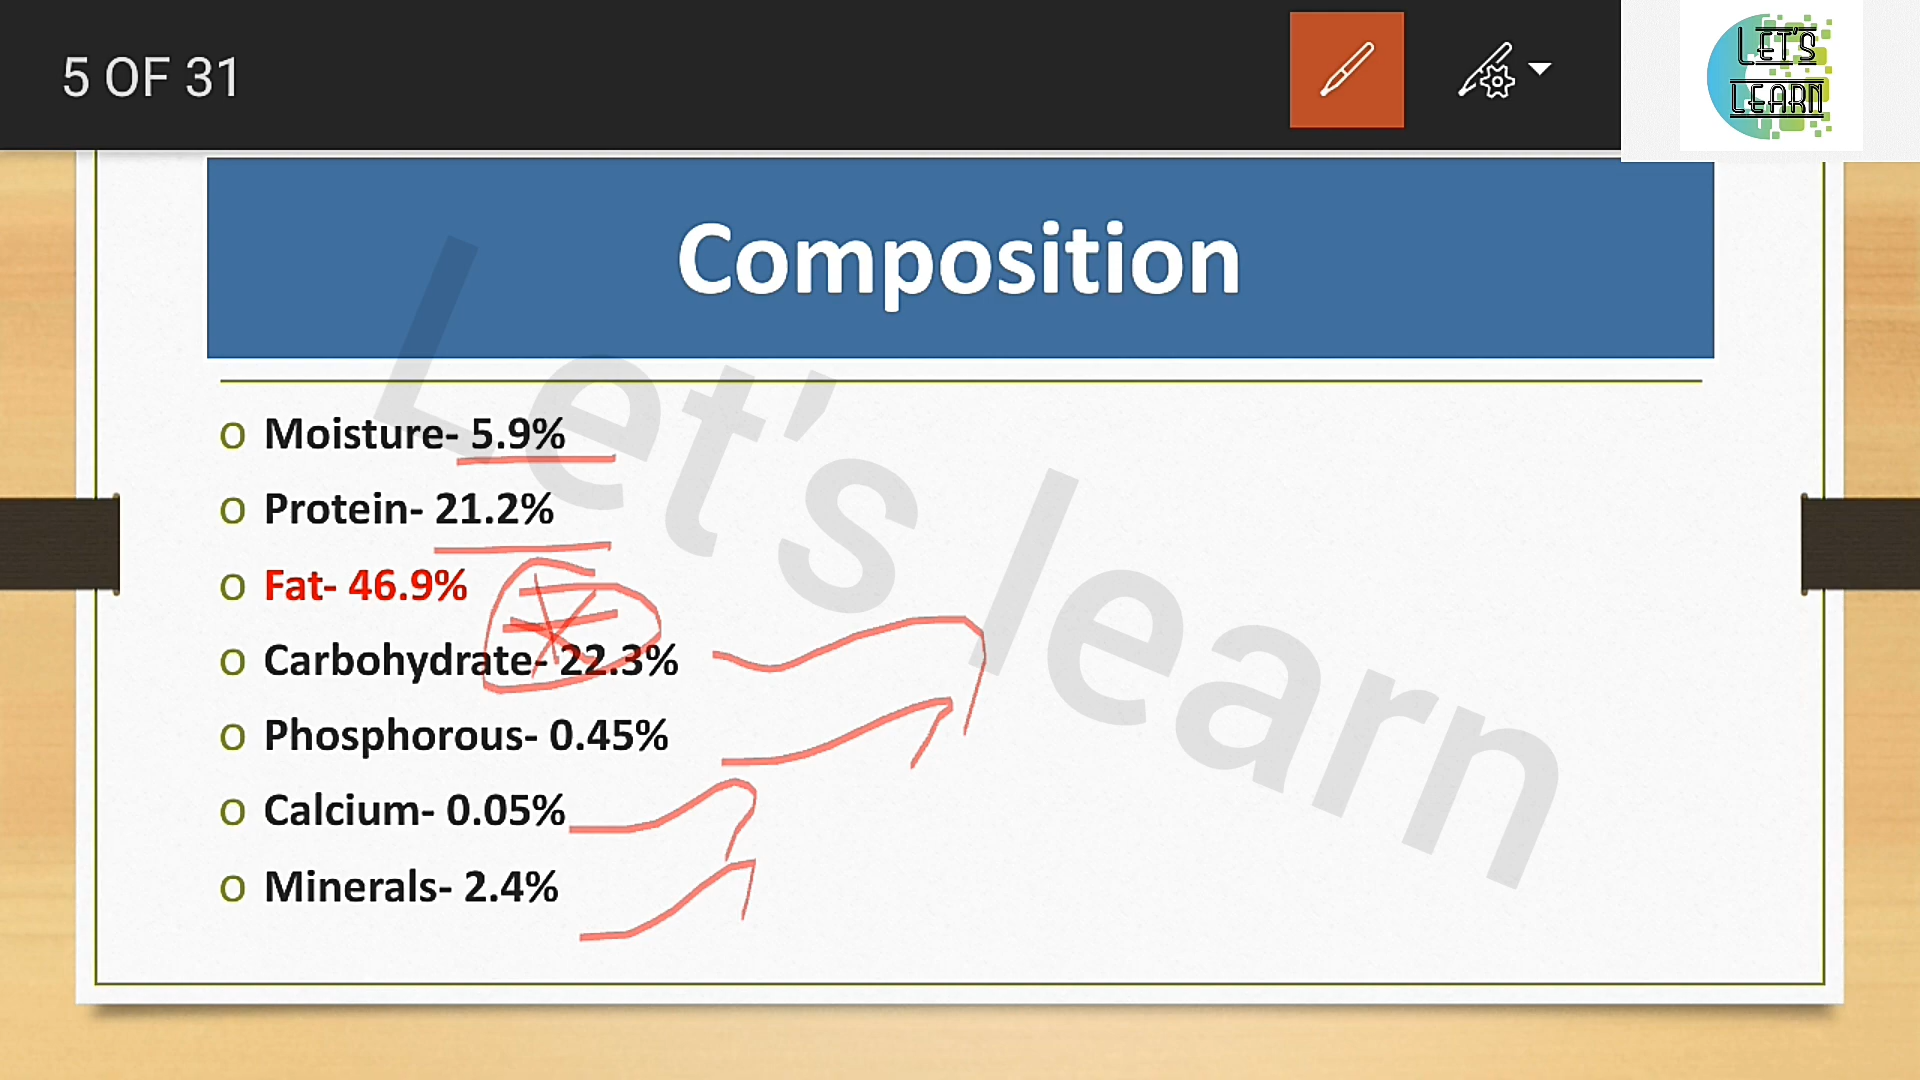 5 OF 31
LET'S
LEARN
Composition
o Moisture- 5.9%
o Protein- 21.2%
o Fat- 46.9%
o Carbohydrate- 22.3%
o Phosphorous- 0.45%
o Calcium- 0.05%
o Minerals- 2.4%
Let's learn